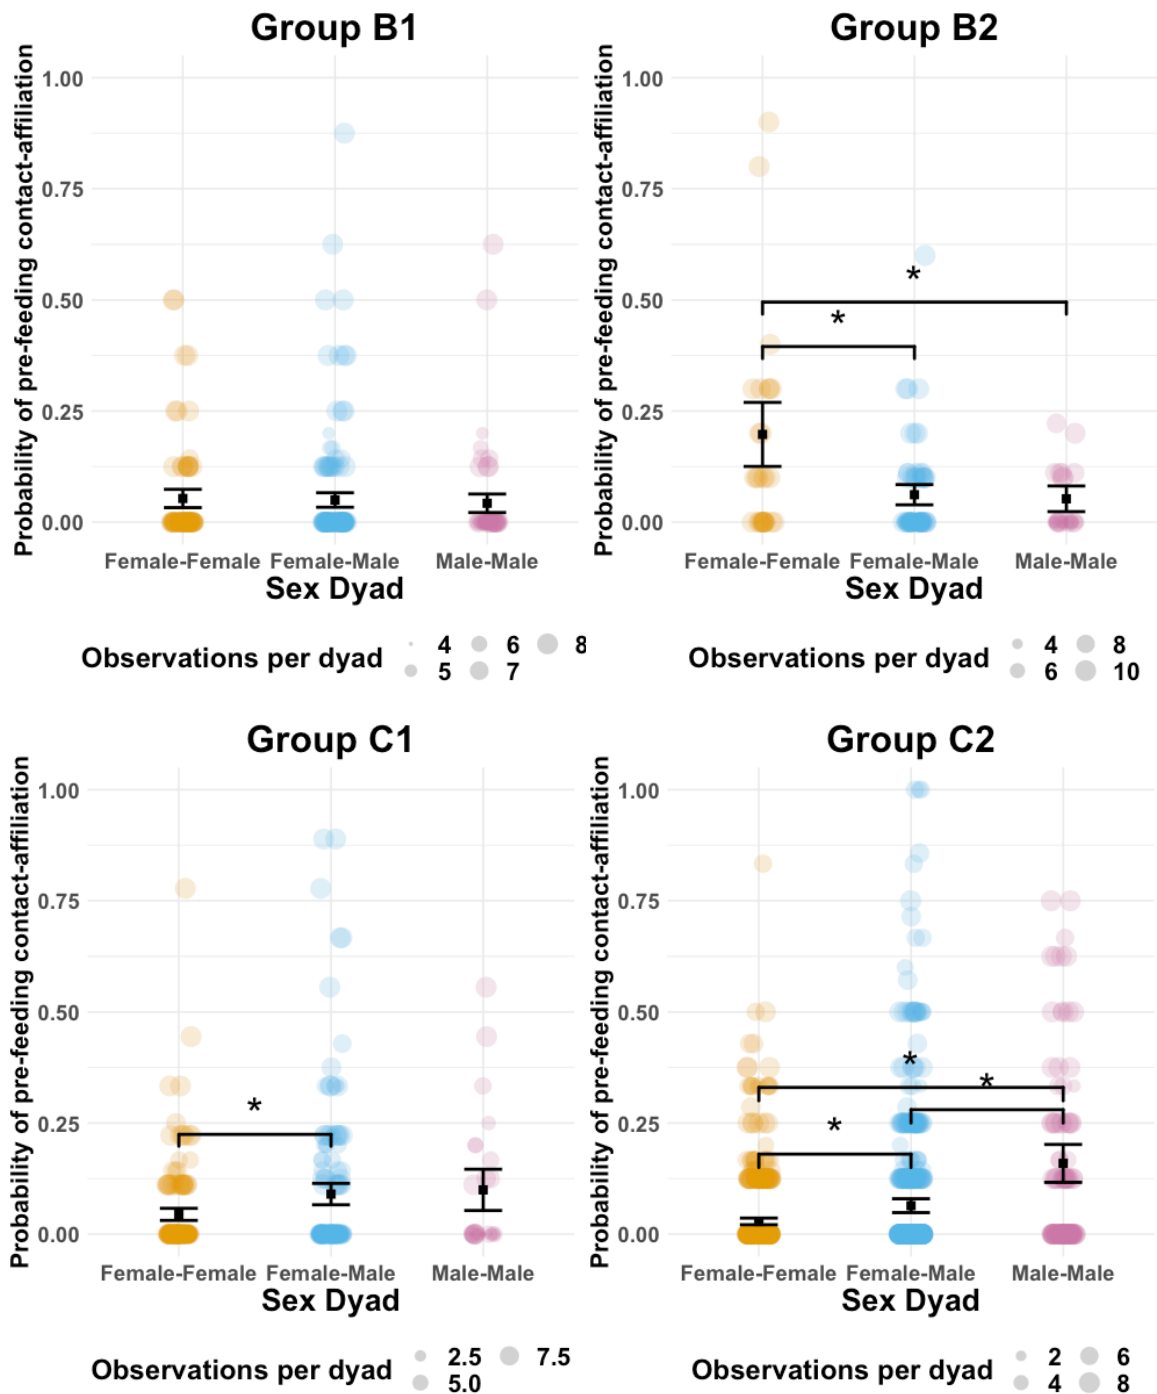 Group B1
Probability of pre-feeding contact-affiliation
1.00
0.75
0.50
0.25
0.00
Female-Female Female-Male Male-Male
Sex Dyad
Observations per dyad
4 6 8
5 7
Group B2
Probability of pre-feeding contact-affiliation
1.00
0.75
0.50
0.25
0.00
*
*
Female-Female Female-Male Male-Male
Sex Dyad
Observations per dyad
4 8
6 10
Group C1
Probability of pre-feeding contact-affiliation
1.00
0.75
0.50
0.25
0.00
*
Female-Female Female-Male Male-Male
Sex Dyad
Observations per dyad
2.5 7.5
5.0
Group C2
Probability of pre-feeding contact-affiliation
1.00
0.75
0.50
0.25
0.00
*
*
*
Female-Female Female-Male Male-Male
Sex Dyad
Observations per dyad
2 6
4 8